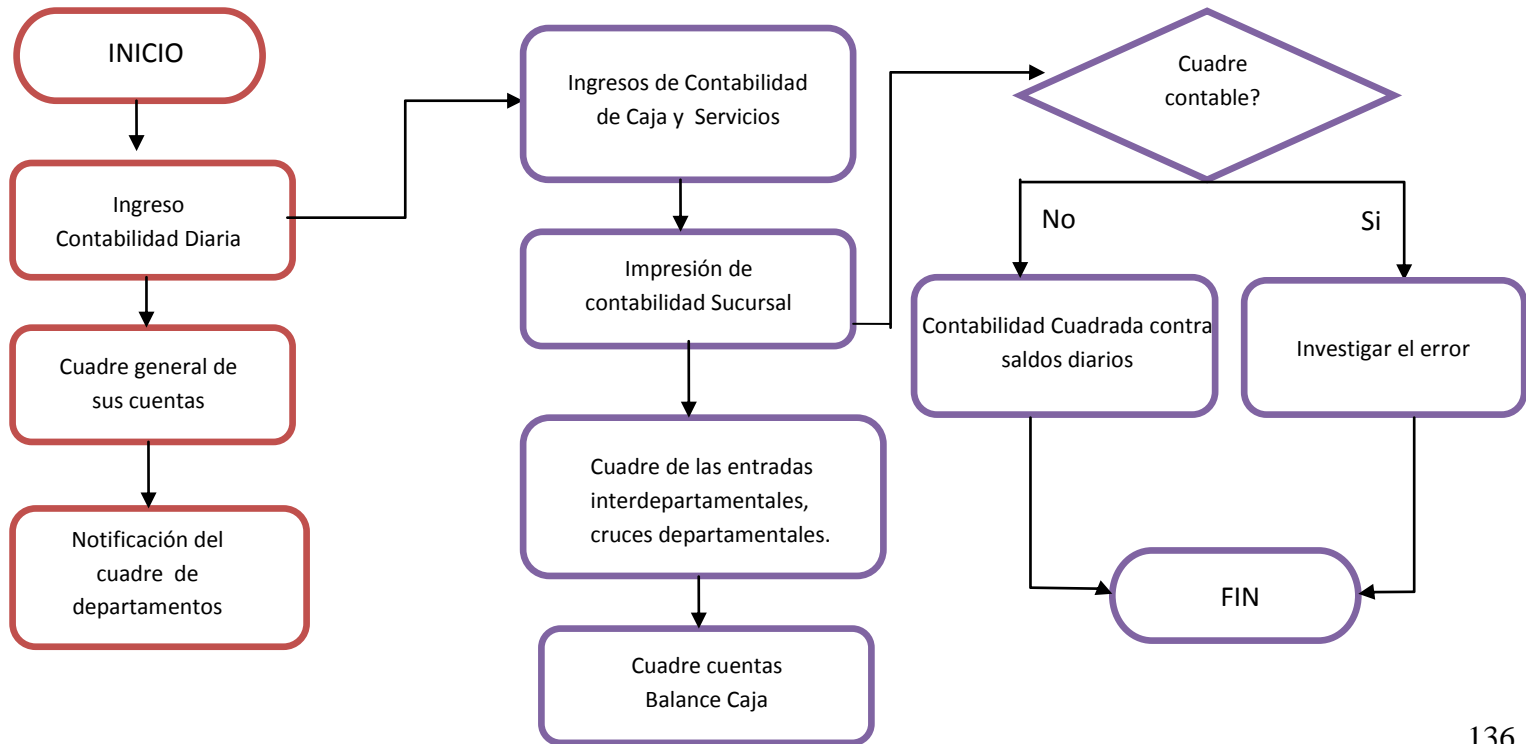 INICIO
Ingreso
Contabilidad Diaria
Cuadre general de
sus cuentas
Notificación del
cuadre de
departamentos
Ingresos de Contabilidad
de Caja y Servicios
Impresión de
contabilidad Sucursal
Cuadre de las entradas
interdepartamentales,
cruces departamentales.
Cuadre cuentas
Balance Caja
Cuadre
contable?
No
Si
Contabilidad Cuadrada contra
saldos diarios
Investigar el error
FIN
136